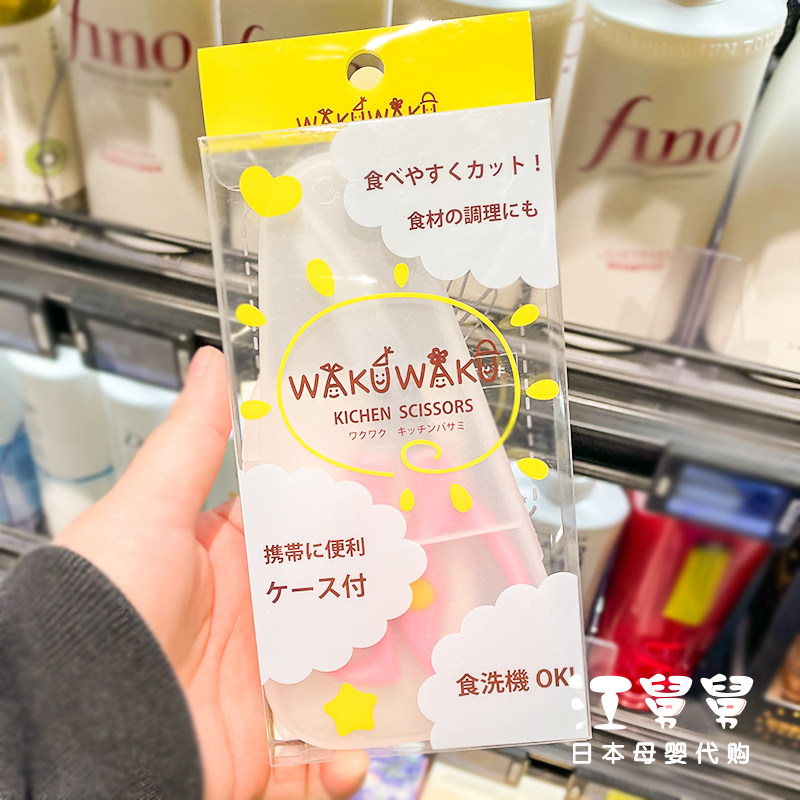 fino
fino
WAKUWAKU
食べやすくカット！
食材の調理にも
WAKUWAKU
KICHEN SCISSORS
ワクワク キッチンバサミ
携帯に便利
ケース付
食洗機 OK!
江舅舅
日本母婴代购